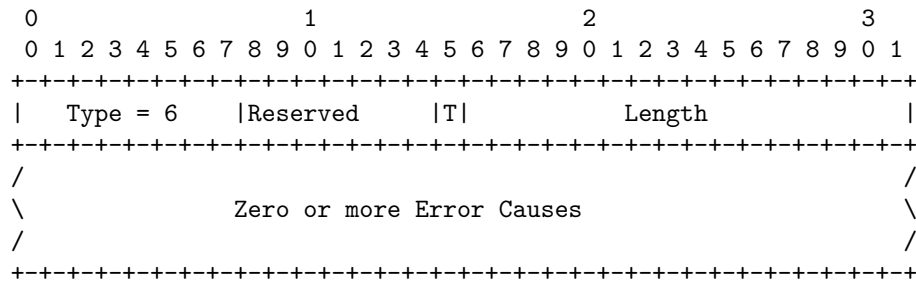 0                   1                   2                   3
 0 1 2 3 4 5 6 7 8 9 0 1 2 3 4 5 6 7 8 9 0 1 2 3 4 5 6 7 8 9 0 1
+-+-+-+-+-+-+-+-+-+-+-+-+-+-+-+-+-+-+-+-+-+-+-+-+-+-+-+-+-+-+-+-+
|   Type = 6    |Reserved     |T|           Length              |
+-+-+-+-+-+-+-+-+-+-+-+-+-+-+-+-+-+-+-+-+-+-+-+-+-+-+-+-+-+-+-+-+
/                                                               /
\               Zero or more Error Causes                       \
/                                                               /
+-+-+-+-+-+-+-+-+-+-+-+-+-+-+-+-+-+-+-+-+-+-+-+-+-+-+-+-+-+-+-+-+